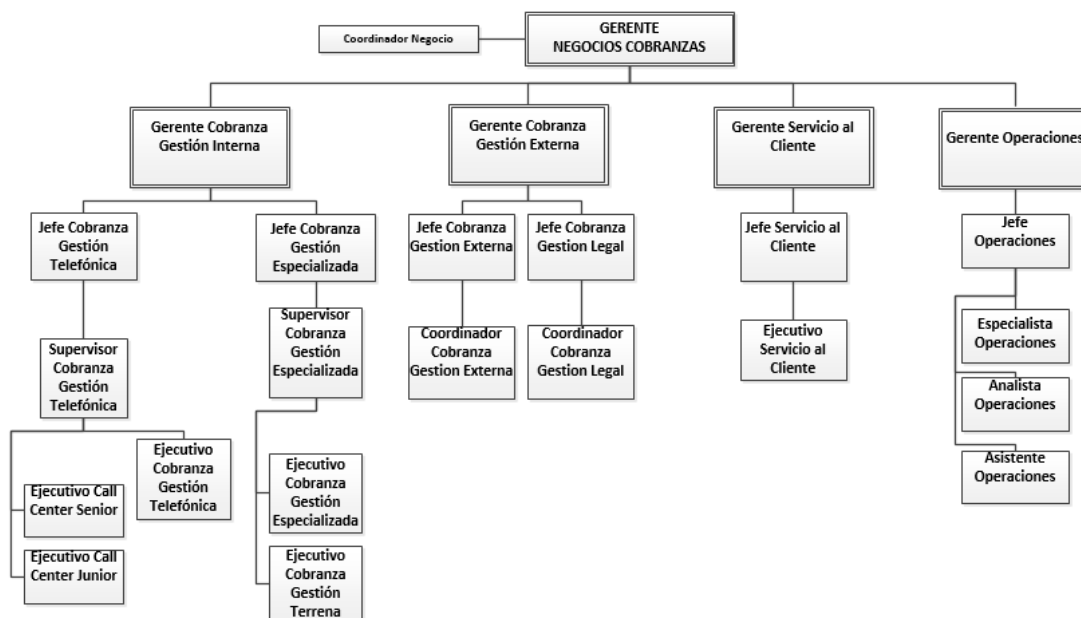 GERENTE
NEGOCIOS COBRANZAS
Coordinador Negocio
Gerente Cobranza
Gestión Interna
Gerente Cobranza
Gestión Externa
Gerente Servicio al
Cliente
Gerente Operaciones
Jefe Cobranza
Gestión
Telefónica
Jefe Cobranza
Gestión
Especializada
Jefe Cobranza
Gestion Externa
Jefe Cobranza
Gestion Legal
Jefe Servicio al
Cliente
Jefe
Operaciones
Supervisor
Cobranza
Gestión
Telefónica
Supervisor
Cobranza
Gestión
Especializada
Coordinador
Cobranza
Gestion Externa
Coordinador
Cobranza
Gestion Legal
Ejecutivo
Servicio al
Cliente
Especialista
Operaciones
Analista
Operaciones
Asistente
Operaciones
Ejecutivo
Cobranza
Gestión
Telefónica
Ejecutivo Call
Center Senior
Ejecutivo Call
Center Junior
Ejecutivo
Cobranza
Gestión
Especializada
Ejecutivo
Cobranza
Gestión
Terrena